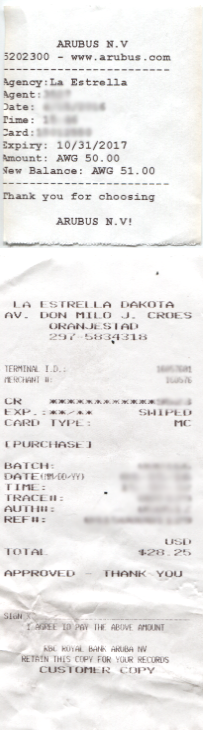 ARUBUS N.V
5202300 - www.arubus.com
Agency:La Estrella
Agent:
Date:
Time:
Card:
Expiry: 10/31/2017
Amount: AWG 50.00
New Balance: AWG 51.00
Thank you for choosing
ARUBUS N.V!
LA ESTRELLA DAKOTA
AV. DON MILO J. CROES
ORANJESTAD
297-5834318
TERMINAL I.D.:
MERCHANT #:
CR ************
EXP.:**/** SWIPED
CARD TYPE: MC
[PURCHASE]
BATCH:
DATE(MM-DD-YY)
TIME:
TRACE#:
AUTH#:
REF#:
USD
TOTAL $28.25
APPROVED - THANK YOU
SIGN
I AGREE TO PAY THE ABOVE AMOUNT
RBC ROYAL BANK ARUBA NV
RETAIN THIS COPY FOR YOUR RECORDS
CUSTOMER COPY